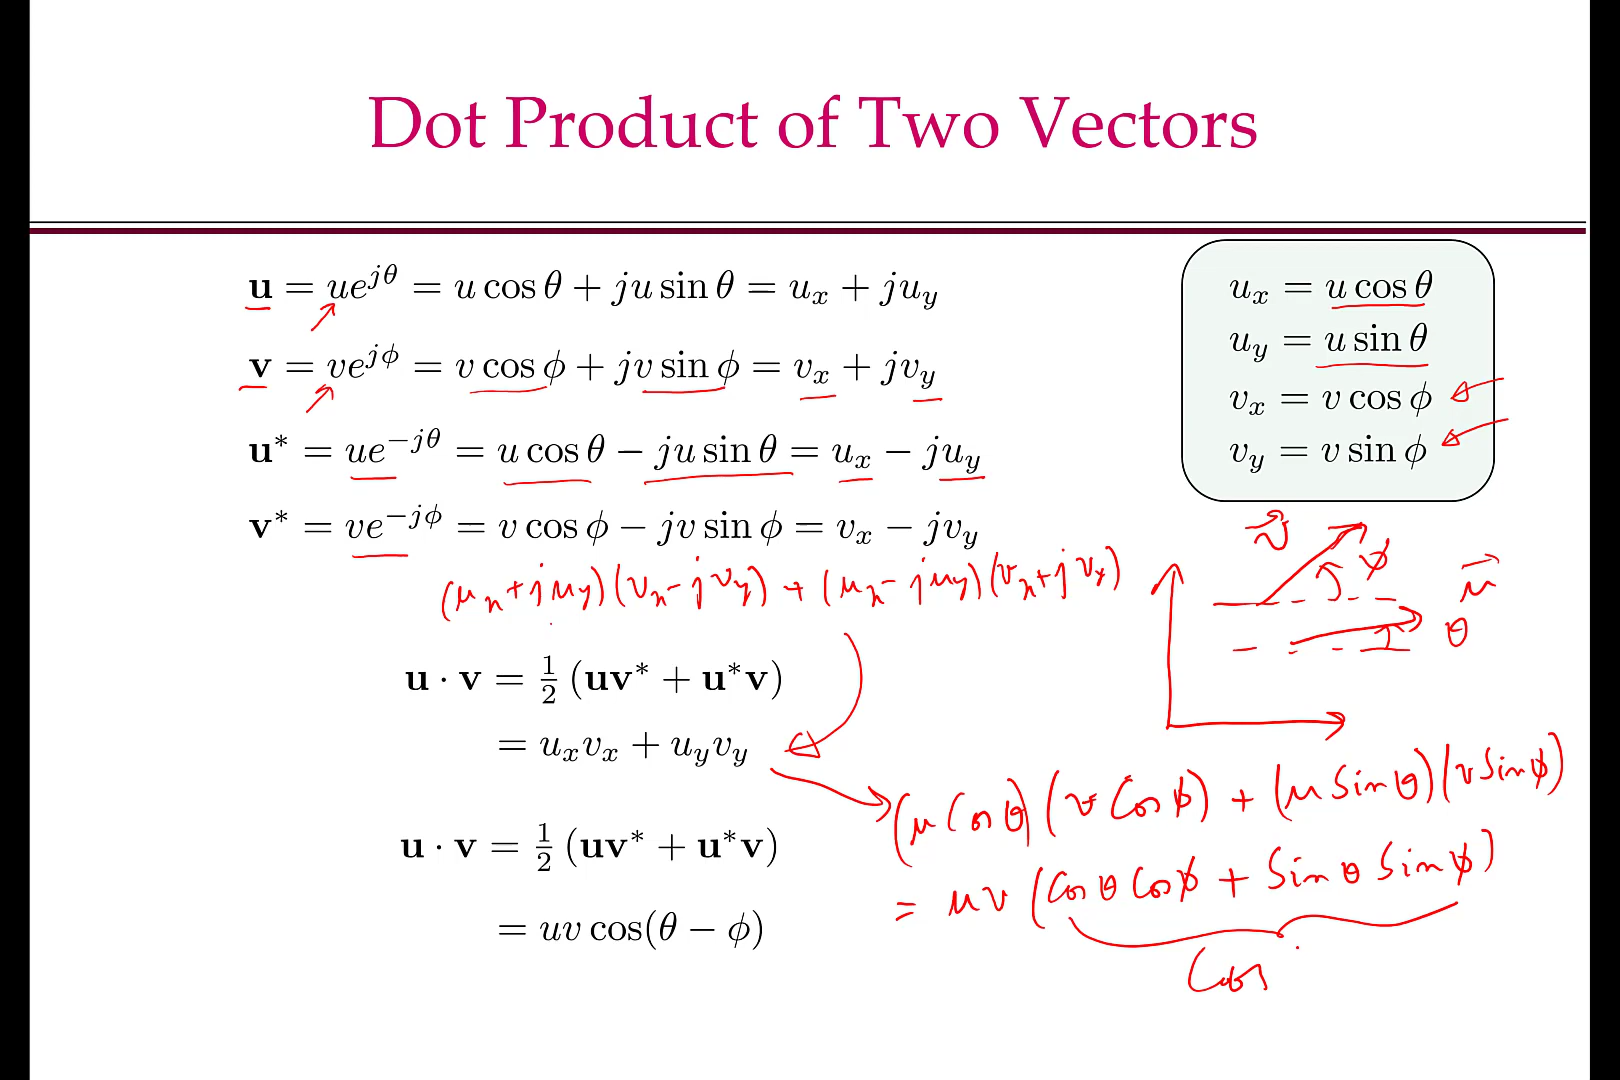 Dot Product of Two Vectors
u = ue^{jθ} = u cos θ + ju sin θ = u_x + ju_y
v = ve^{jϕ} = v cos ϕ + jv sin ϕ = v_x + jv_y
u* = ue^{−jθ} = u cos θ − ju sin θ = u_x − ju_y
v* = ve^{−jϕ} = v cos ϕ − jv sin ϕ = v_x − jv_y
u_x = u cos θ
u_y = u sin θ
v_x = v cos ϕ
v_y = v sin ϕ
(u_x + j u_y) (v_x − j v_y) + (u_x − j u_y) (v_x + j v_y)
v⃗
ϕ
u⃗
θ
u · v = ½ (uv* + u*v)
= u_x v_x + u_y v_y
(u Cos θ) (v Cos ϕ) + (u Sin θ) (v Sin ϕ)
= uv (Cos θ Cos ϕ + Sin θ Sin ϕ)
Cos
u · v = ½ (uv* + u*v)
= uv cos(θ − ϕ)